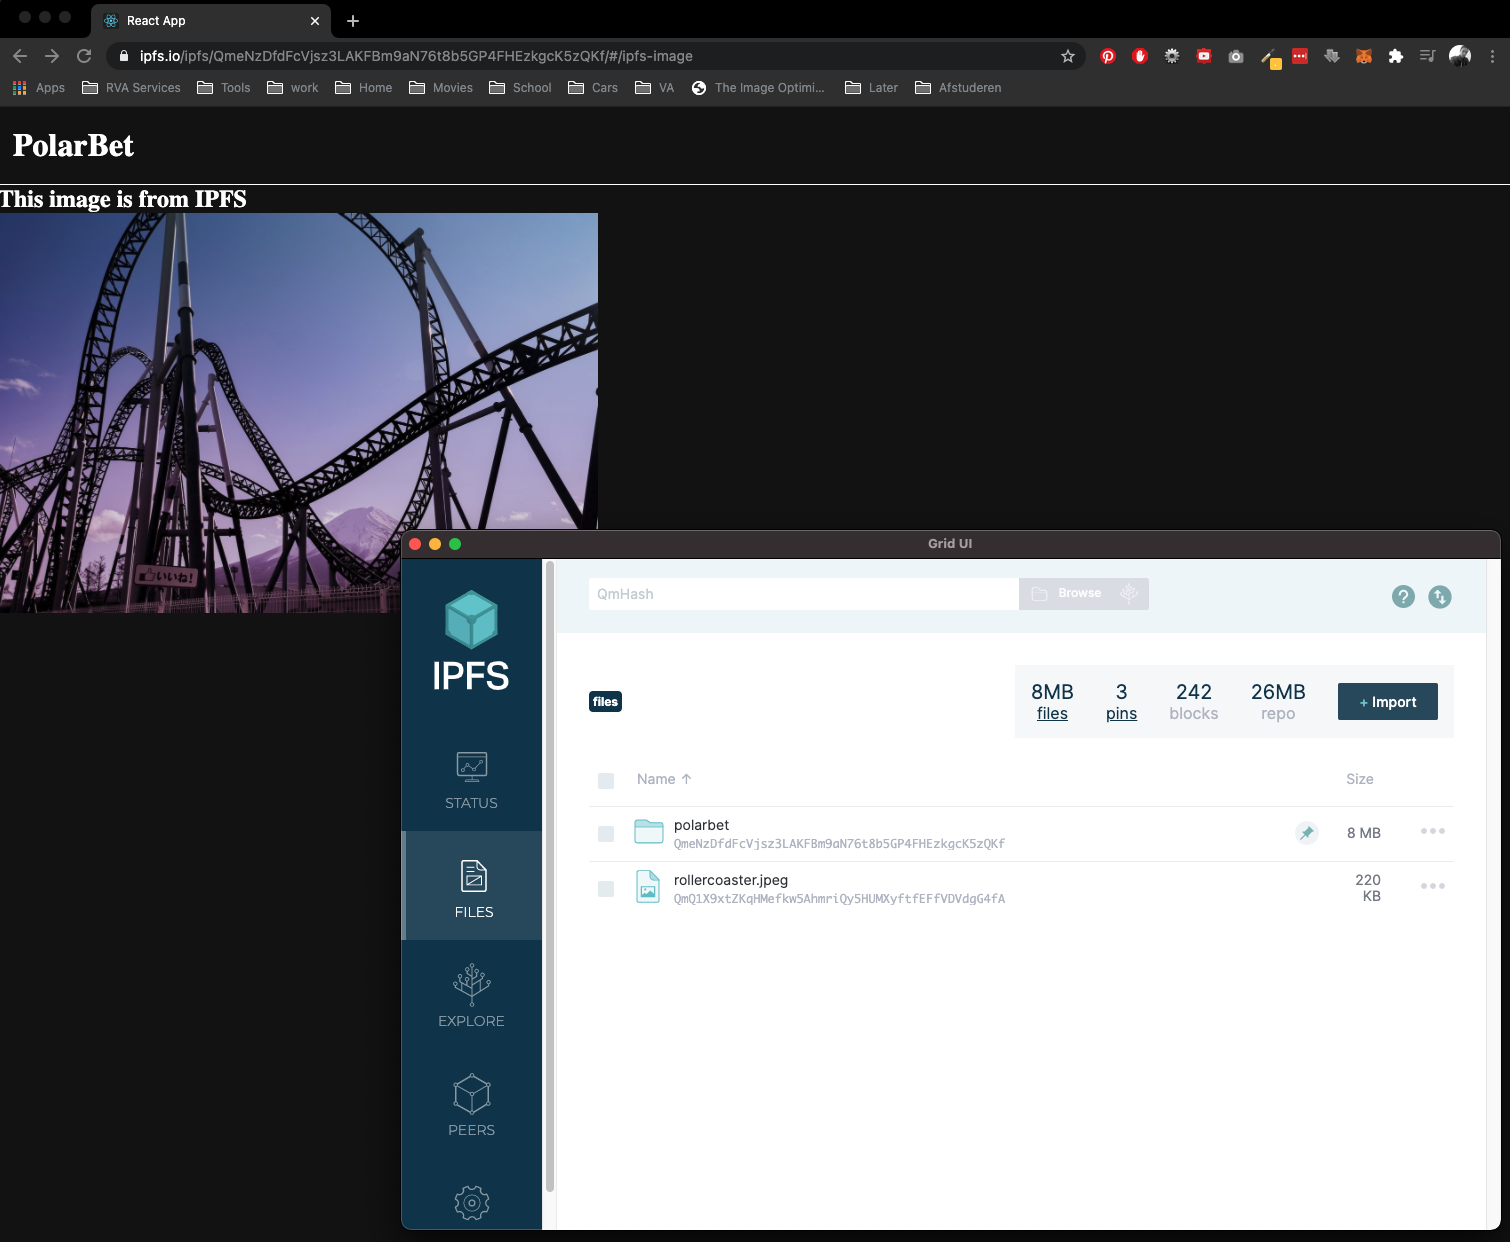 React App
ipfs.io/ipfs/QmeNzDfdFcVjsz3LAKFBm9aN76t8b5GP4FHEzkgcK5zQKf/#/ipfs-image
Apps RVA Services Tools work Home Movies School Cars VA The Image Optimi... Later Afstuderen
PolarBet
This image is from IPFS
いいね!
Grid UI
QmHash
Browse
IPFS
files
8MB files
3 pins
242 blocks
26MB repo
+ Import
STATUS
FILES
EXPLORE
PEERS
Name ↑ Size
polarbet
QmeNzDfdFcVjsz3LAKFBm9aN76t8b5GP4FHEzkgcK5zQKf
8 MB
rollercoaster.jpeg
QmQ1X9xtZKqHMefkw5AhmriQy5HUMXyftfEFfVDVdgG4fA
220 KB